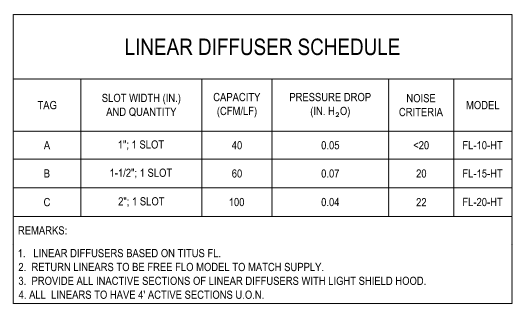 LINEAR DIFFUSER SCHEDULE
TAG SLOT WIDTH (IN.) AND QUANTITY CAPACITY (CFM/LF) PRESSURE DROP (IN. H₂O) NOISE CRITERIA MODEL
A 1"; 1 SLOT 40 0.05 <20 FL-10-HT
B 1-1/2"; 1 SLOT 60 0.07 20 FL-15-HT
C 2"; 1 SLOT 100 0.04 22 FL-20-HT
REMARKS:
1. LINEAR DIFFUSERS BASED ON TITUS FL.
2. RETURN LINEARS TO BE FREE FLO MODEL TO MATCH SUPPLY.
3. PROVIDE ALL INACTIVE SECTIONS OF LINEAR DIFFUSERS WITH LIGHT SHIELD HOOD.
4. ALL LINEARS TO HAVE 4' ACTIVE SECTIONS U.O.N.